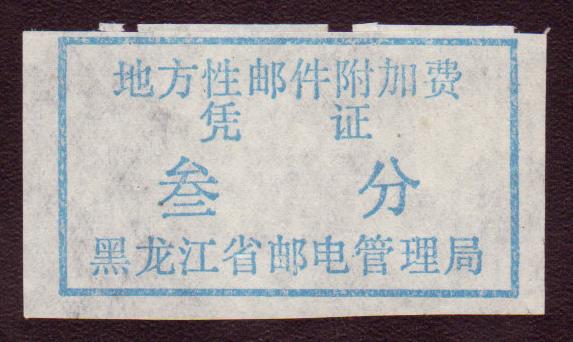 地方性邮件附加费
凭 证
叁 分
黑龙江省邮电管理局